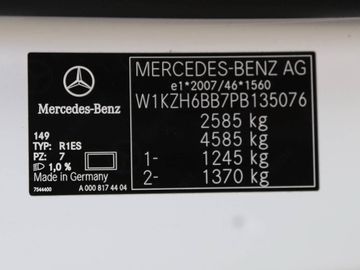 Mercedes-Benz
149
TYP: R1ES
PZ: 7
1,0 %
Made in Germany
7544400
A 000 817 44 04
MERCEDES-BENZ AG
e1*2007/46*1560
W1KZH6BB7PB135076
2585 kg
4585 kg
1- 1245 kg
2- 1370 kg